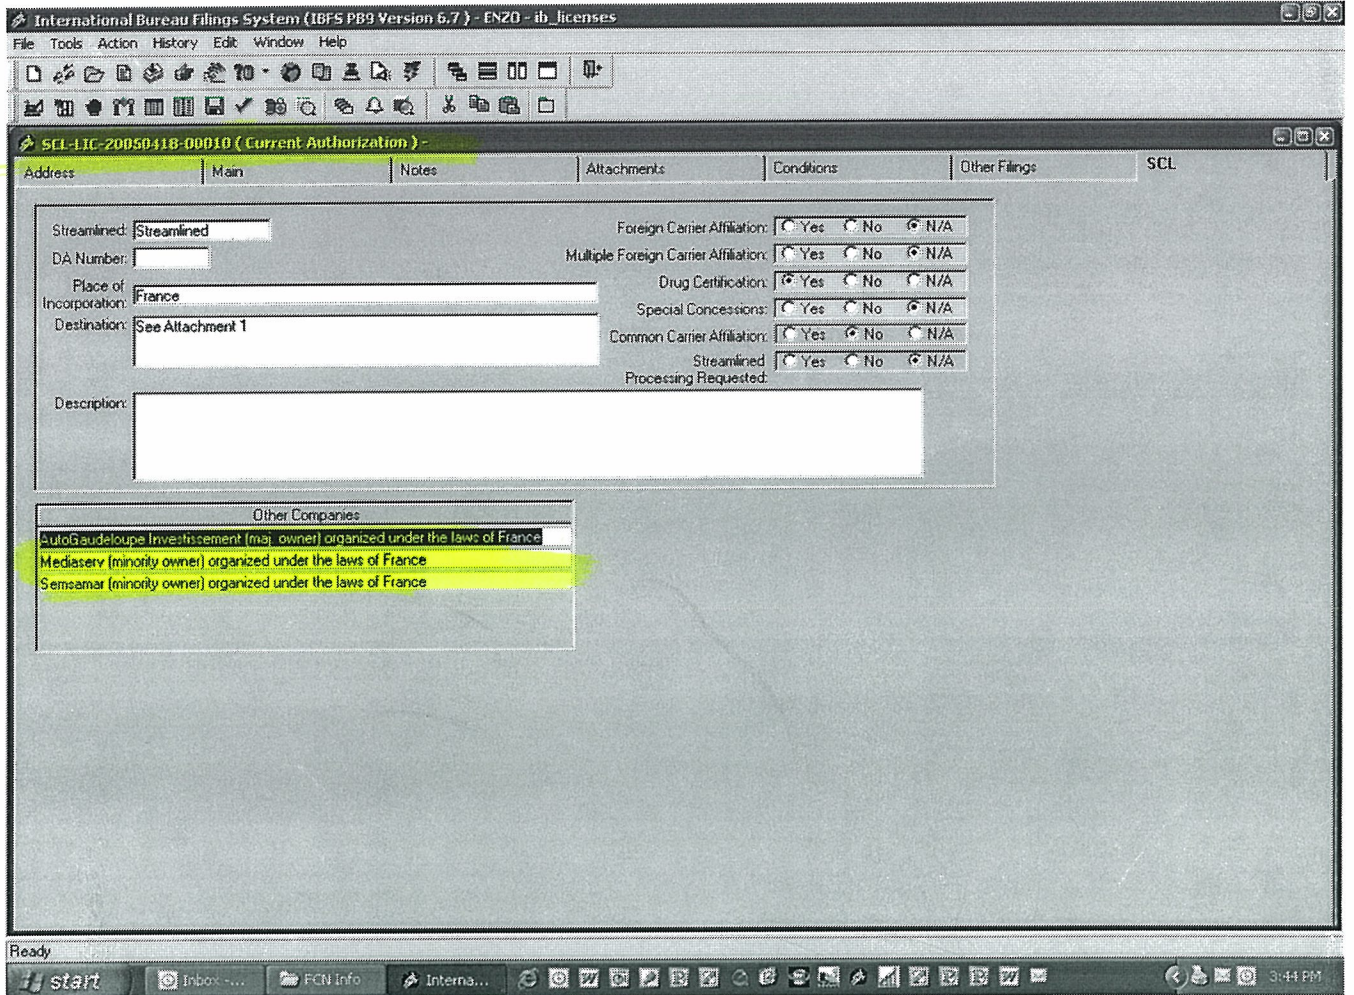 International Bureau Filings System (IBFS PB9 Version 6.7 ) - ENZO - ib_licenses
File Tools Action History Edit Window Help
SCL-LIC-20050418-00010 ( Current Authorization ) -
Address Main Notes Attachments Conditions Other Filings SCL
Streamlined: Streamlined
Foreign Carrier Affiliation: Yes No N/A
DA Number:
Multiple Foreign Carrier Affiliation: Yes No N/A
Place of
Incorporation: France
Drug Certification: Yes No N/A
Special Concessions: Yes No N/A
Destination: See Attachment 1
Common Carrier Affiliation: Yes No N/A
Streamlined
Processing Requested: Yes No N/A
Description:
Other Companies
AutoGaudeloupe Investissement (maj. owner) organized under the laws of France
Mediaserv (minority owner) organized under the laws of France
Semsamar (minority owner) organized under the laws of France
Ready
start Inbox -... FCN Info Interna... 3:44 PM